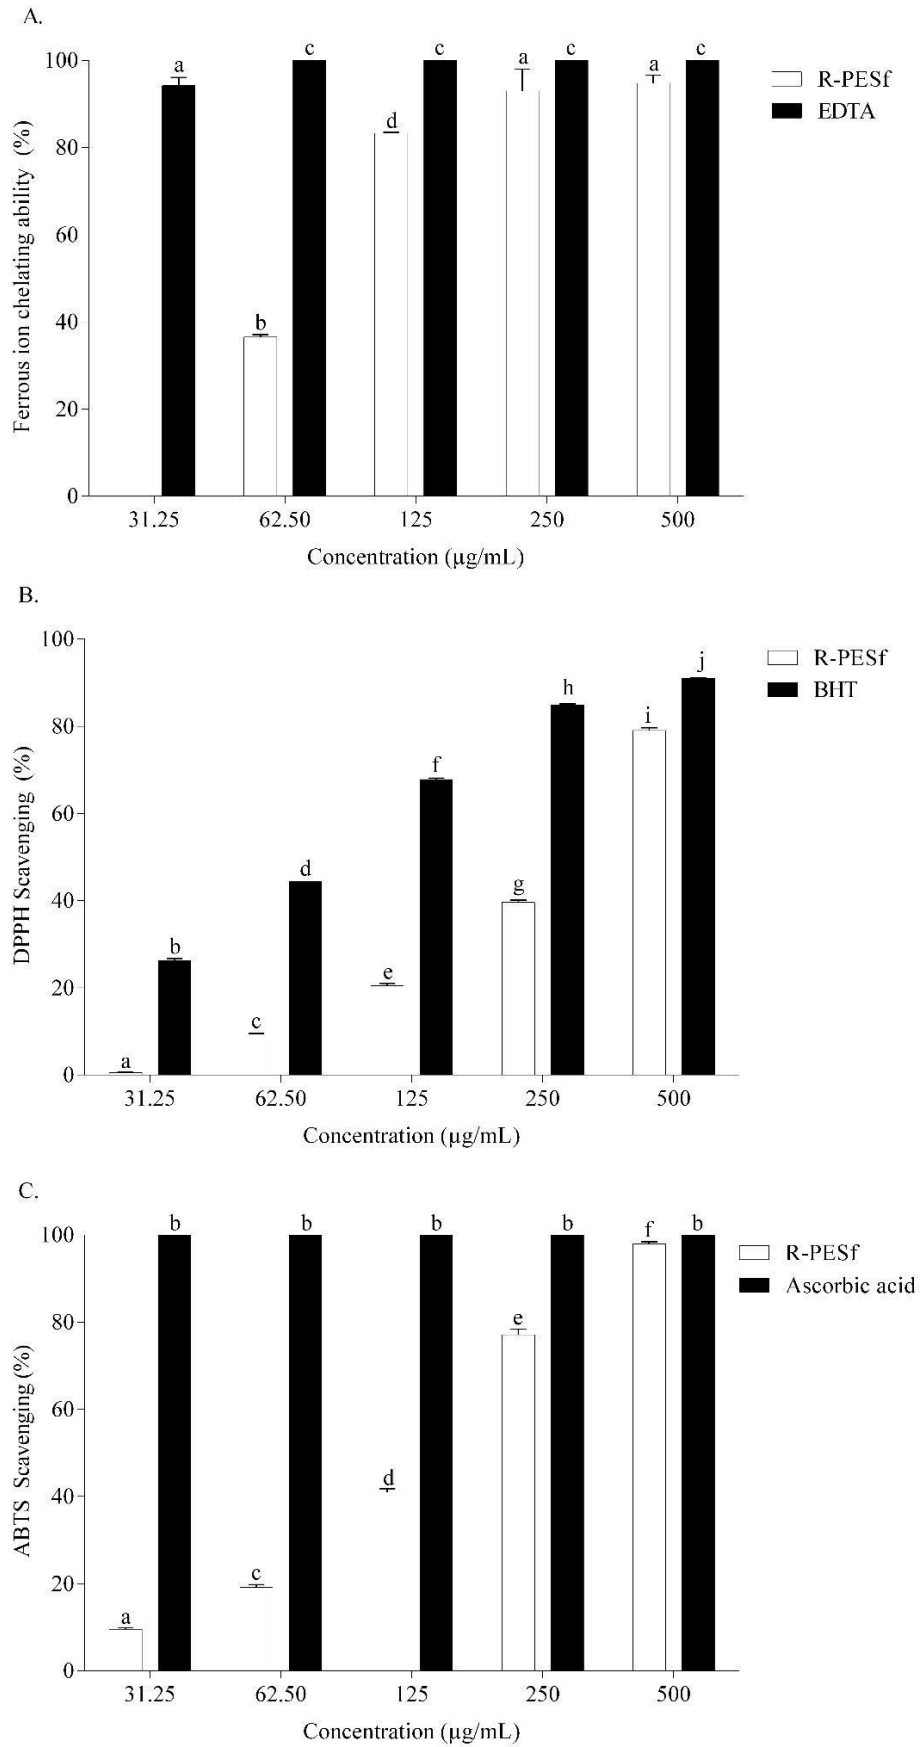 A.
a c c c c
d a a
b
R-PESf
EDTA
Ferrous ion chelating ability (%)
100
80
60
40
20
0
31.25 62.50 125 250 500
Concentration (µg/mL)
B.
R-PESf
BHT
DPPH Scavenging (%)
100
80
60
40
20
0
a b c d e f g h i j
31.25 62.50 125 250 500
Concentration (µg/mL)
C.
R-PESf
Ascorbic acid
ABTS Scavenging (%)
100
80
60
40
20
0
a b c b d b e b f b
31.25 62.50 125 250 500
Concentration (µg/mL)